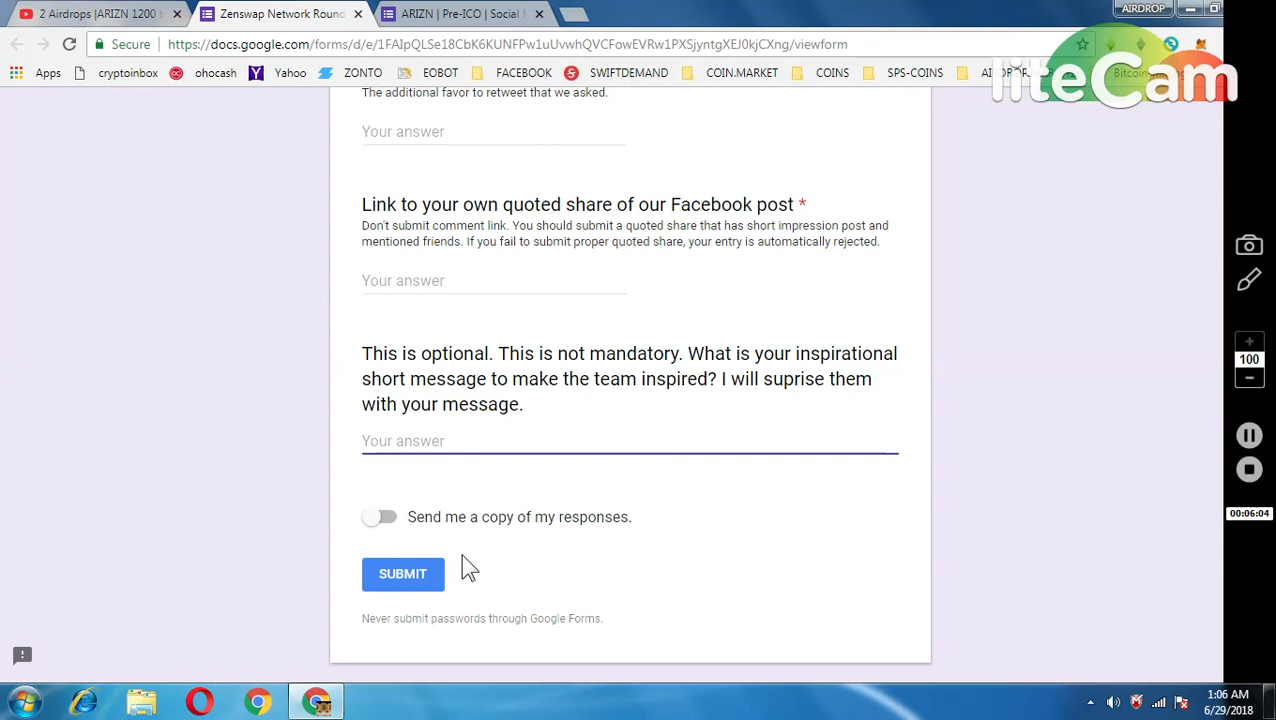 2 Airdrops |ARIZN 1200 t
Zenswap Network Round
ARIZN | Pre-ICO | Social
AIRDROP
Secure
https://docs.google.com/forms/d/e/1FAIpQLSe18CbK6KUNFPw1uUvwhQVCFowEVRw1PXSjyntgXEJ0kjCXng/viewform
Apps
cryptoinbox
ohocash
Yahoo
EOBOT
FACEBOOK
SWIFTDEMAND
COIN.MARKET
COINS
SPS-COINS
liteCam
The additional favor to retweet that we asked.
Your answer
Link to your own quoted share of our Facebook post *
Don't submit comment link. You should submit a quoted share that has short impression post and
mentioned friends. If you fail to submit proper quoted share, your entry is automatically rejected.
Your answer
This is optional. This is not mandatory. What is your inspirational
short message to make the team inspired? I will suprise them
with your message.
Your answer
Send me a copy of my responses.
SUBMIT
Never submit passwords through Google Forms.
100
00:06:04
1:06 AM
6/29/2018